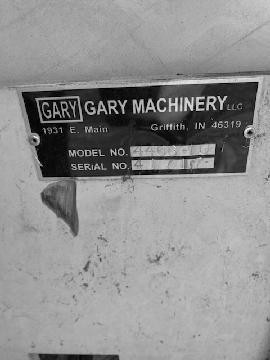 GARY GARY MACHINERY LLC
1931 E. Main Griffith, IN 46319
MODEL NO.
SERIAL NO.